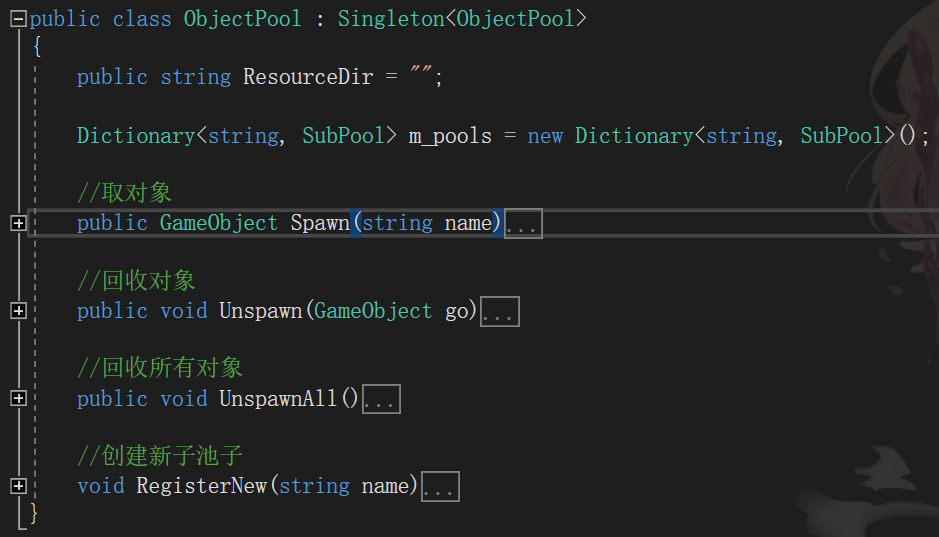 public class ObjectPool : Singleton<ObjectPool>
{
public string ResourceDir = "";
Dictionary<string, SubPool> m_pools = new Dictionary<string, SubPool>();
//取对象
public GameObject Spawn(string name)...
//回收对象
public void Unspawn(GameObject go)...
//回收所有对象
public void UnspawnAll()...
//创建新子池子
void RegisterNew(string name)...
}